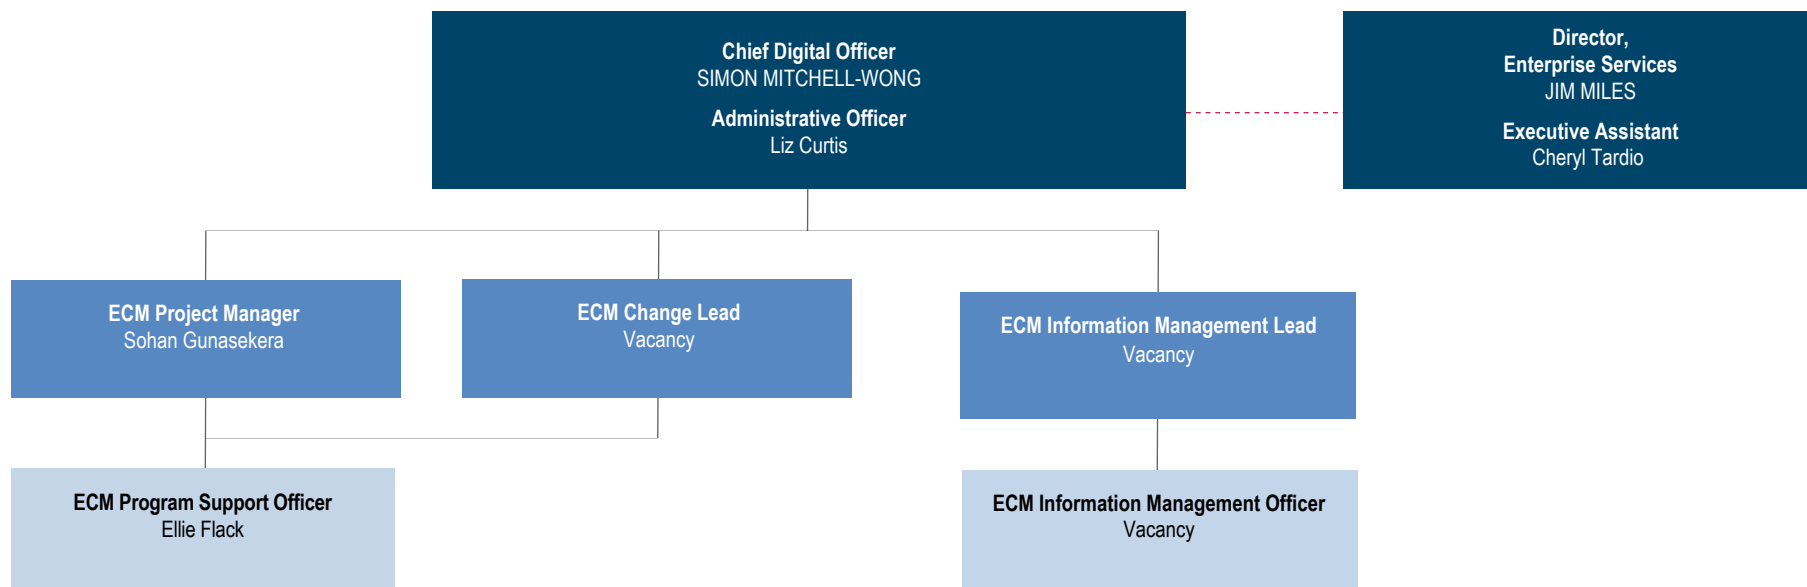 Chief Digital Officer
SIMON MITCHELL-WONG
Administrative Officer
Liz Curtis
Director,
Enterprise Services
JIM MILES
Executive Assistant
Cheryl Tardio
ECM Project Manager
Sohan Gunasekera
ECM Change Lead
Vacancy
ECM Information Management Lead
Vacancy
ECM Program Support Officer
Ellie Flack
ECM Information Management Officer
Vacancy